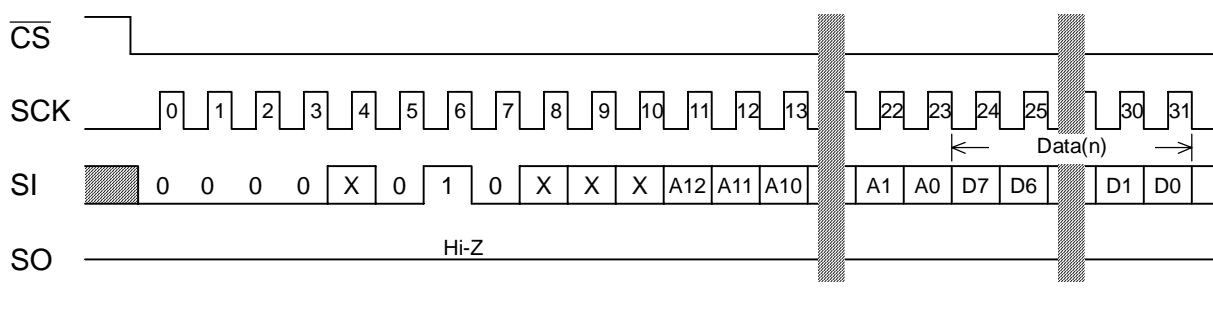 CS
SCK 0 1 2 3 4 5 6 7 8 9 10 11 12 13 22 23 24 25 30 31
Data(n)
SI 0 0 0 0 X 0 1 0 X X X A12 A11 A10 A1 A0 D7 D6 D1 D0
Hi-Z
SO